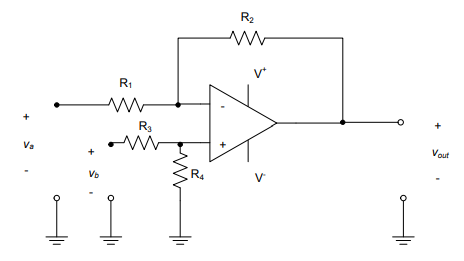 R2
V+
R1
-
R3
+
+
va
-
+
vb
-
+
R4
V-
vout
-